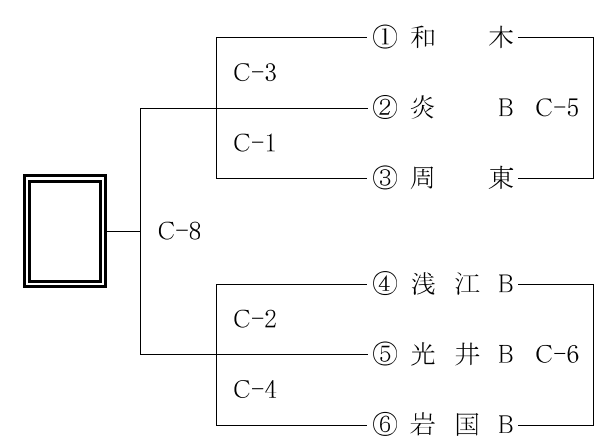 ① 和 木
C-3
② 炎 B C-5
C-1
③ 周 東
C-8
④ 浅 江 B
C-2
⑤ 光 井 B C-6
C-4
⑥ 岩 国 B